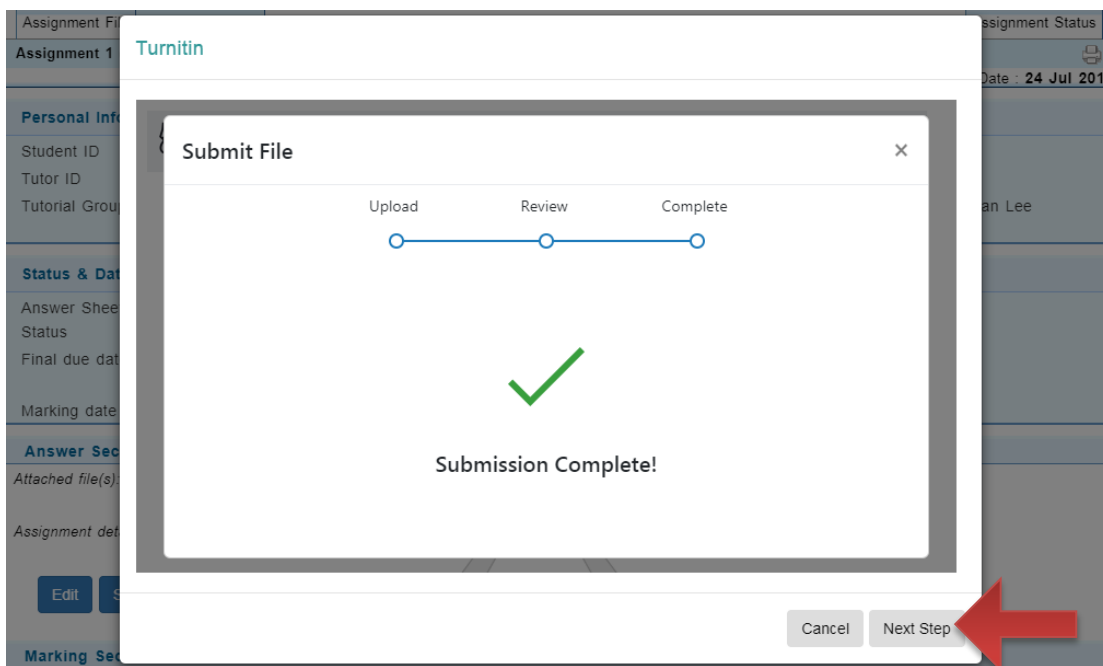 Assignment Fi
ssignment Status
Assignment 1
Turnitin
Date : 24 Jul 201
Personal Info
Submit File ×
Student ID
Tutor ID
Tutorial Group
an Lee
Upload Review Complete
Status & Dat
Answer Shee
Status
Final due dat
Marking date
Submission Complete!
Answer Sec
Attached file(s):
Assignment det
Edit S
Cancel Next Step
Marking Sec